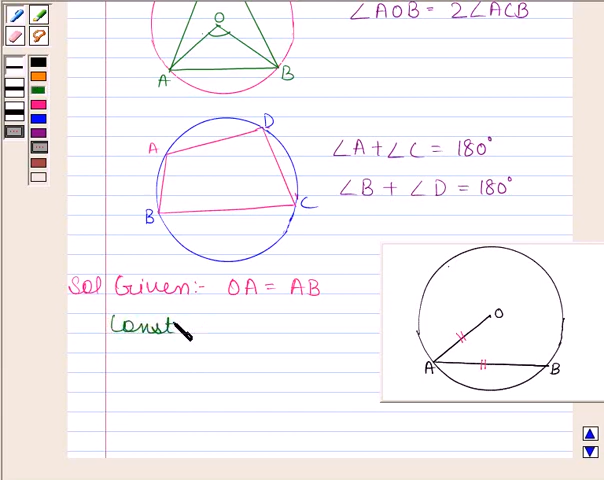 ∠AOB = 2∠ACB
O
A
B
D
A
∠A+∠C = 180°
∠B + ∠D = 180°
B
C
Sol Given:- OA = AB
Const
O
A
B